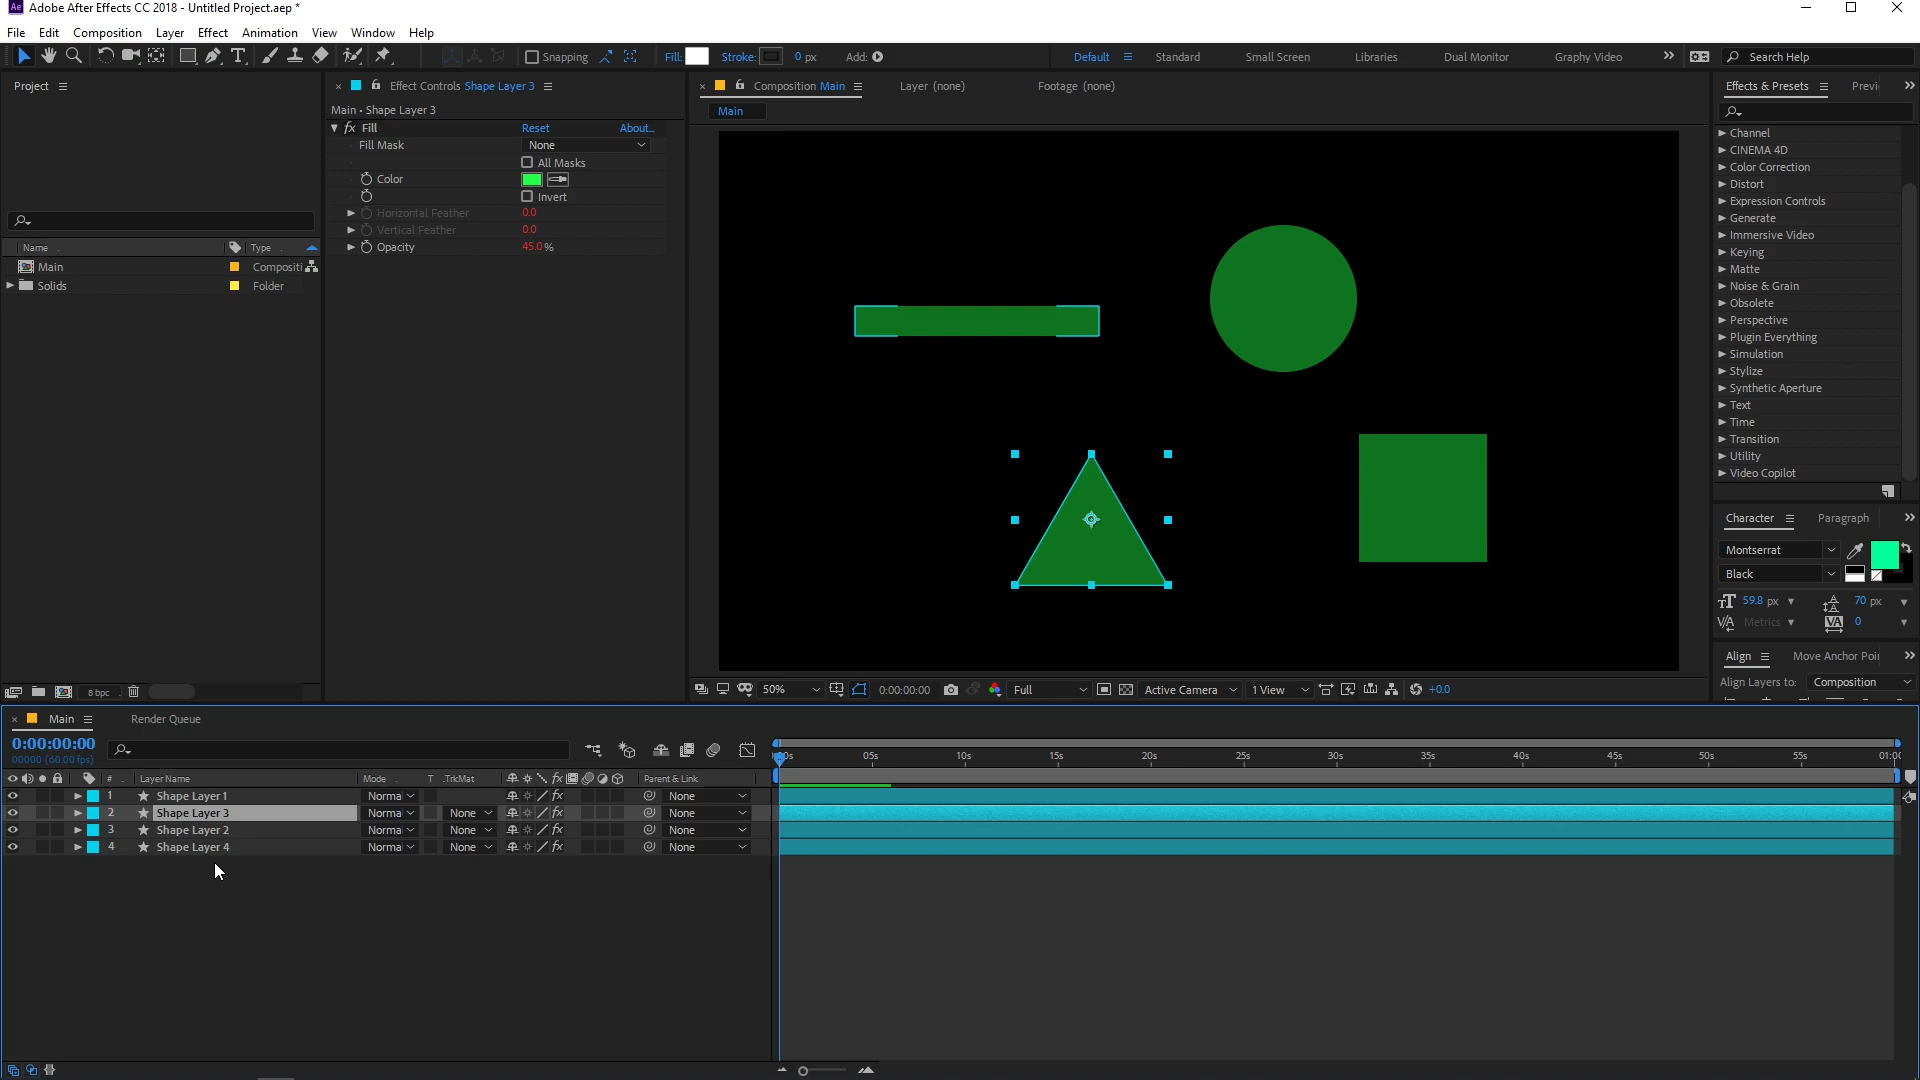 Ae Adobe After Effects CC 2018 - Untitled Project.aep *
File Edit Composition Layer Effect Animation View Window Help
Snapping Fill: Stroke: 0 px Add: Default Standard Small Screen Libraries Dual Monitor Graphy Video Search Help
Project Effect Controls Shape Layer 3 Composition Main Layer (none) Footage (none) Effects & Presets Previ
Main • Shape Layer 3 Main
fx Fill Reset About...
Fill Mask None
All Masks
Color
Invert
Horizontal Feather 0.0
Vertical Feather 0.0
Opacity 45.0 %
Name Type
Main Compositi
Solids Folder
Channel
CINEMA 4D
Color Correction
Distort
Expression Controls
Generate
Immersive Video
Keying
Matte
Noise & Grain
Obsolete
Perspective
Plugin Everything
Simulation
Stylize
Synthetic Aperture
Text
Time
Transition
Utility
Video Copilot
Character Paragraph
Montserrat
Black
59.8 px 70 px
Metrics 0
Align Move Anchor Poi
Align Layers to: Composition
8 bpc 50% 0:00:00:00 Full Active Camera 1 View +0.0
Main Render Queue
0:00:00:00
00000 (60.00 fps)
05s 10s 15s 20s 25s 30s 35s 40s 45s 50s 55s 01:0
# Layer Name Mode T .TrkMat fx Parent & Link
1 Shape Layer 1 Norma fx None
2 Shape Layer 3 Norma None fx None
3 Shape Layer 2 Norma None fx None
4 Shape Layer 4 Norma None fx None